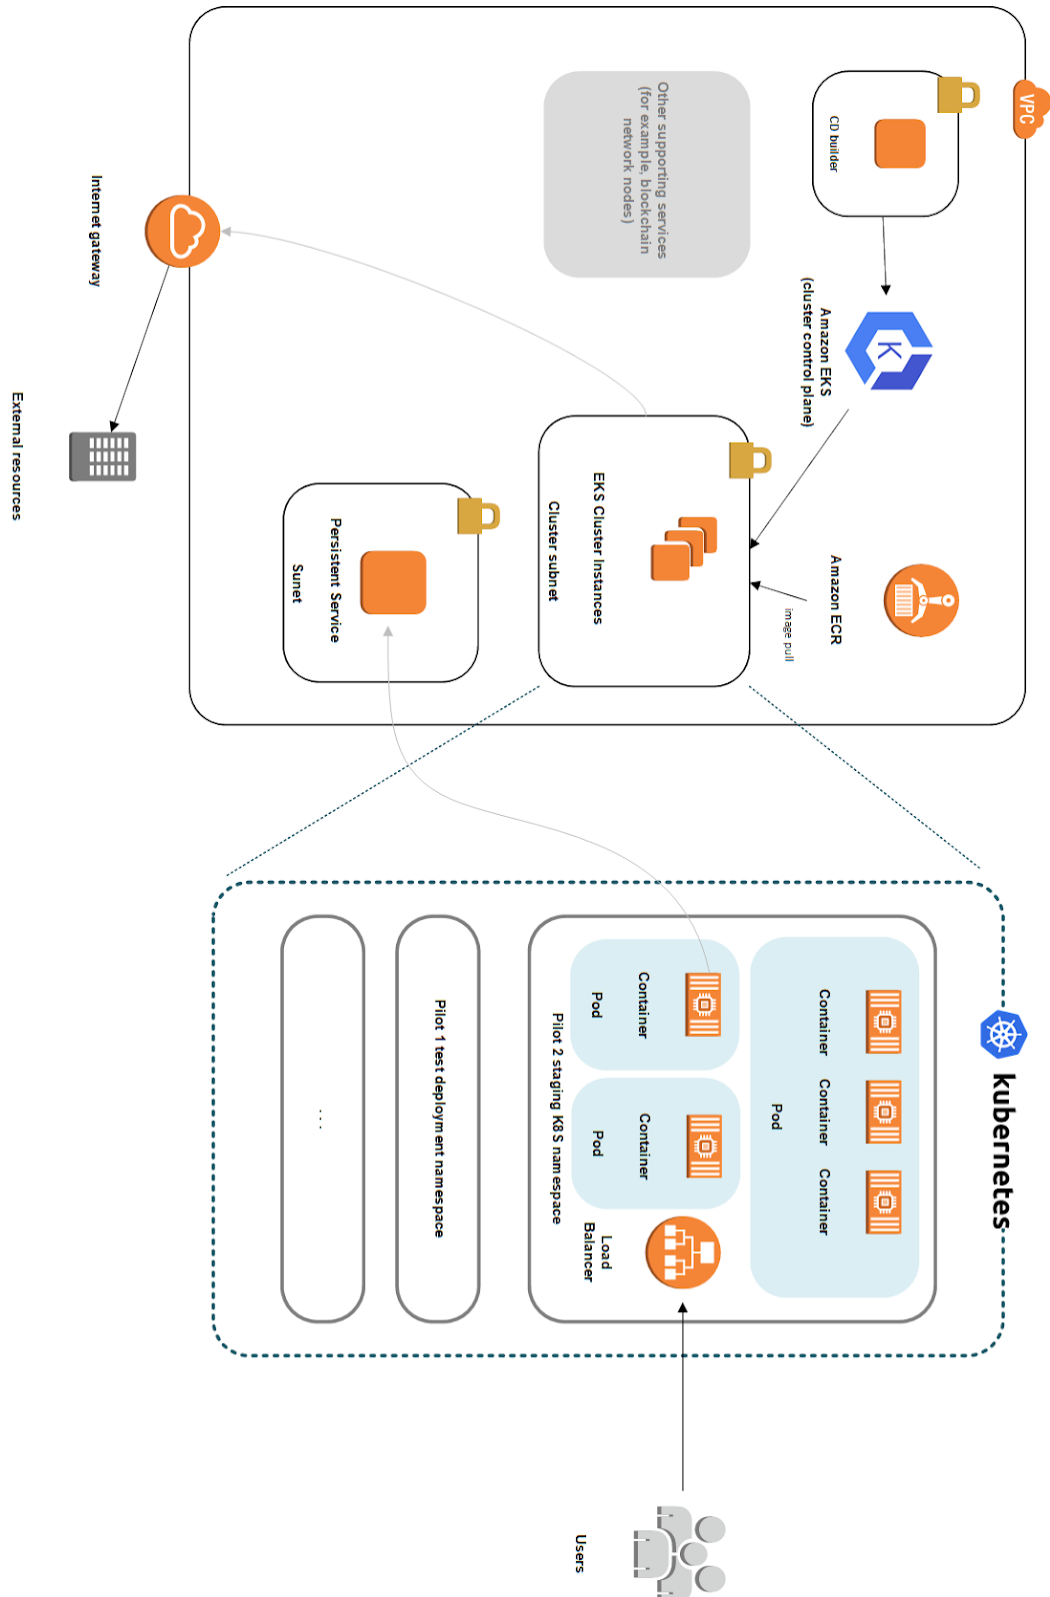 VPC
CD builder
Amazon EKS
(cluster control plane)
Amazon ECR
image pull
Other supporting services
(for example, blockchain
network nodes)
EKS Cluster Instances
Cluster subnet
Persistent Service
Sunet
Internet gateway
External resources
kubernetes
Container
Container
Container
Pod
Container
Pod
Container
Pod
Load
Balancer
Pilot 2 staging K8S namespace
Pilot 1 test deployment namespace
...
Users